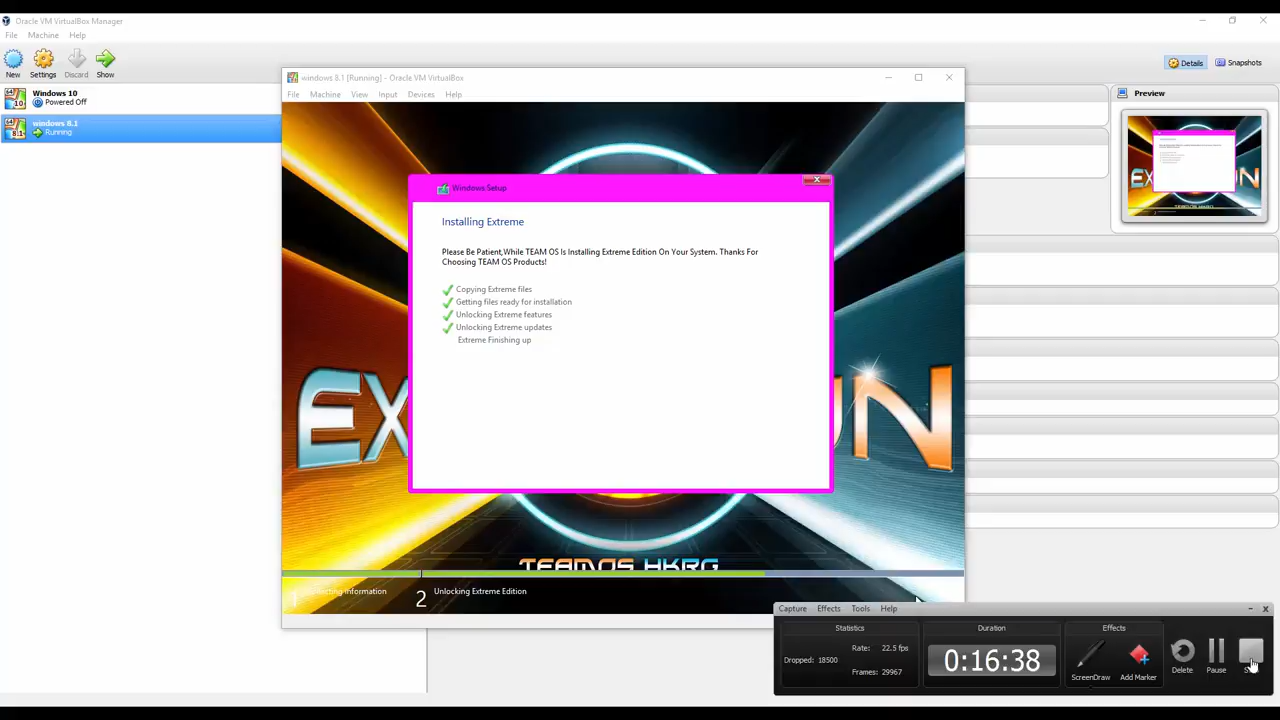 Oracle VM VirtualBox Manager
File Machine Help
New Settings Discard Show
Details Snapshots
Windows 10
Powered Off
windows 8.1
Running
Preview
windows 8.1 [Running] - Oracle VM VirtualBox
File Machine View Input Devices Help
Windows Setup
Installing Extreme
Please Be Patient,While TEAM OS Is Installing Extreme Edition On Your System. Thanks For
Choosing TEAM OS Products!
Copying Extreme files
Getting files ready for installation
Unlocking Extreme features
Unlocking Extreme updates
Extreme Finishing up
TEAMOS HKRG
1 Information
2 Unlocking Extreme Edition
Capture Effects Tools Help
Statistics
Rate: 22.5 fps
Dropped: 18500
Frames: 29967
Duration
0:16:38
Effects
ScreenDraw Add Marker
Delete Pause